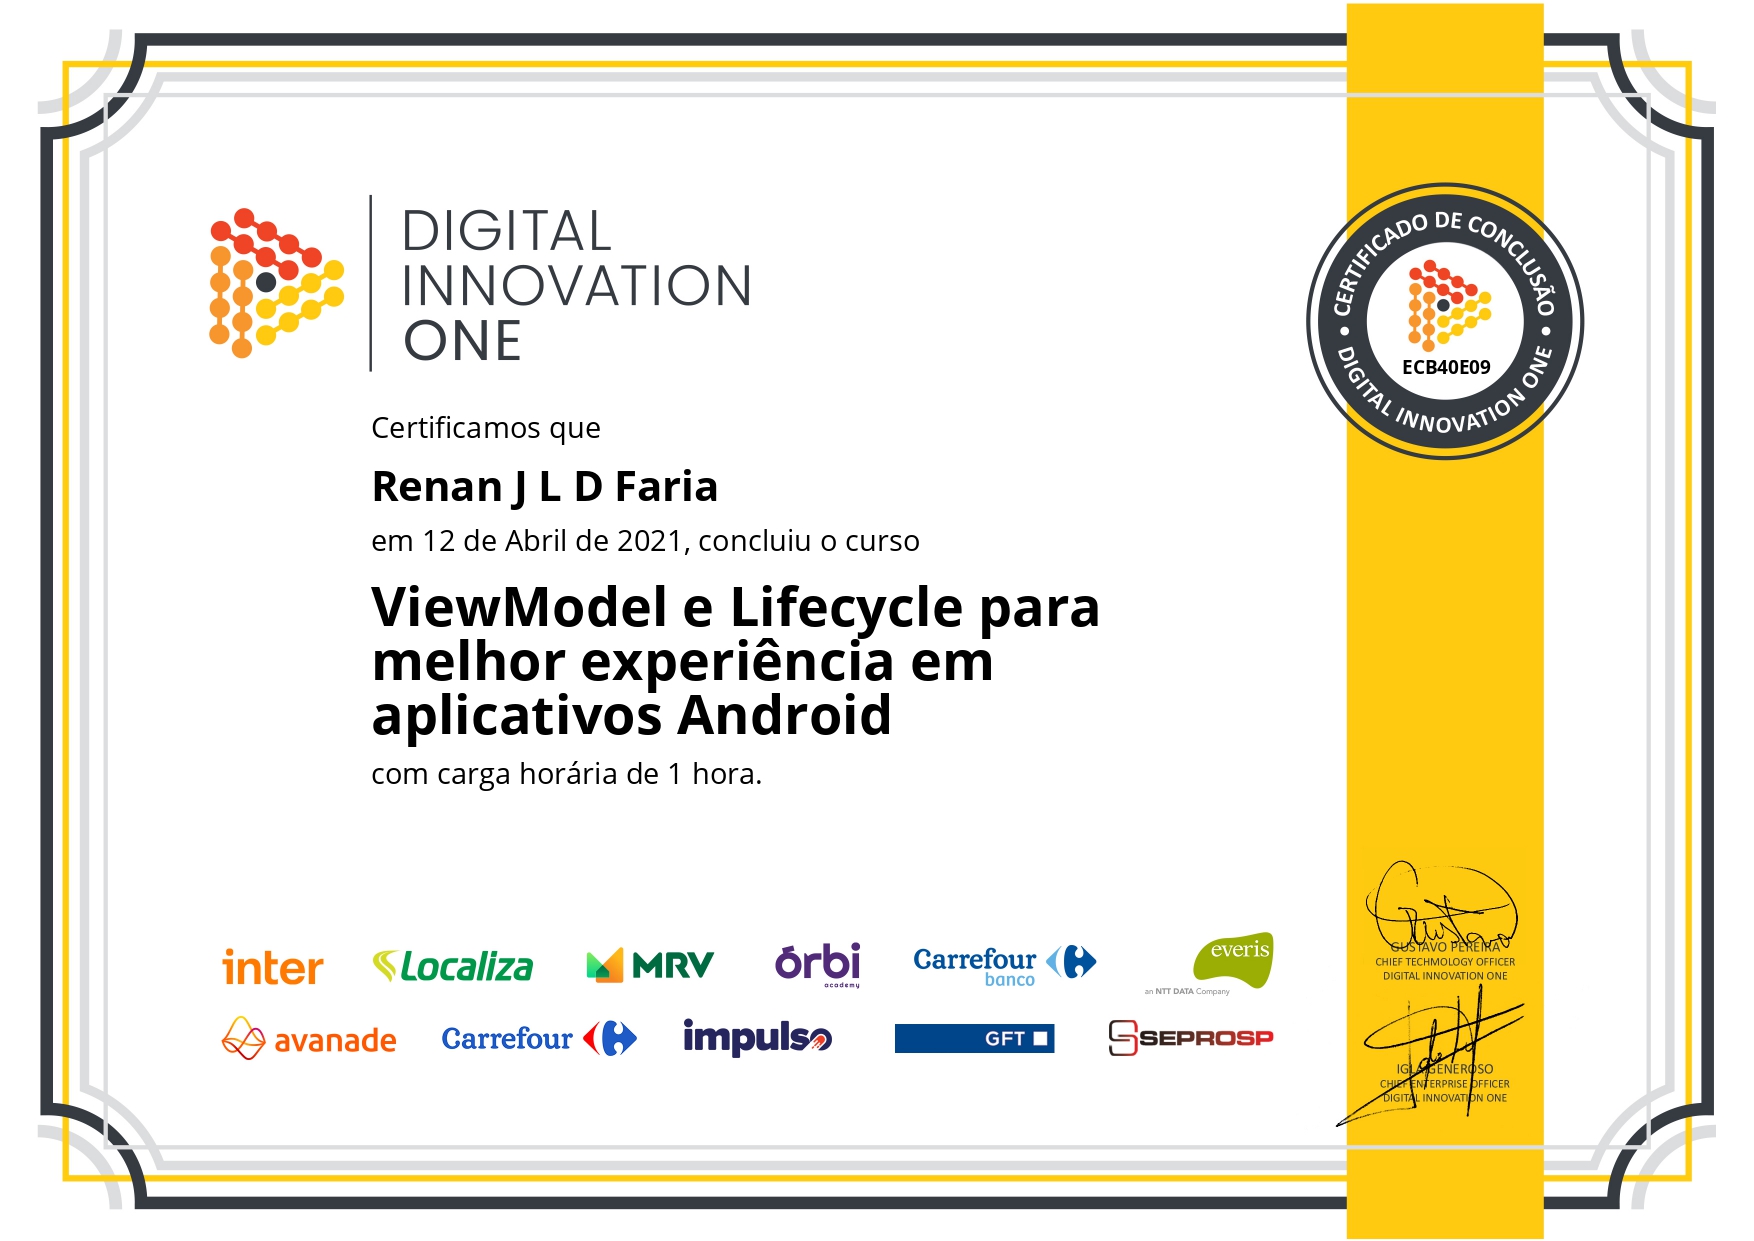 DIGITAL
INNOVATION
ONE
CERTIFICADO DE CONCLUSÃO
ECB40E09
• DIGITAL INNOVATION ONE •
Certificamos que
Renan J L D Faria
em 12 de Abril de 2021, concluiu o curso
ViewModel e Lifecycle para
melhor experiência em
aplicativos Android
com carga horária de 1 hora.
inter
Localiza
MRV
órbi
academy
Carrefour
banco
everis
an NTT DATA Company
avanade
Carrefour
impulso
GFT
SEPROSP
GUSTAVO PEREIRA
CHIEF TECHNOLOGY OFFICER
DIGITAL INNOVATION ONE
IGLA GENEROSO
CHIEF ENTERPRISE OFFICER
DIGITAL INNOVATION ONE